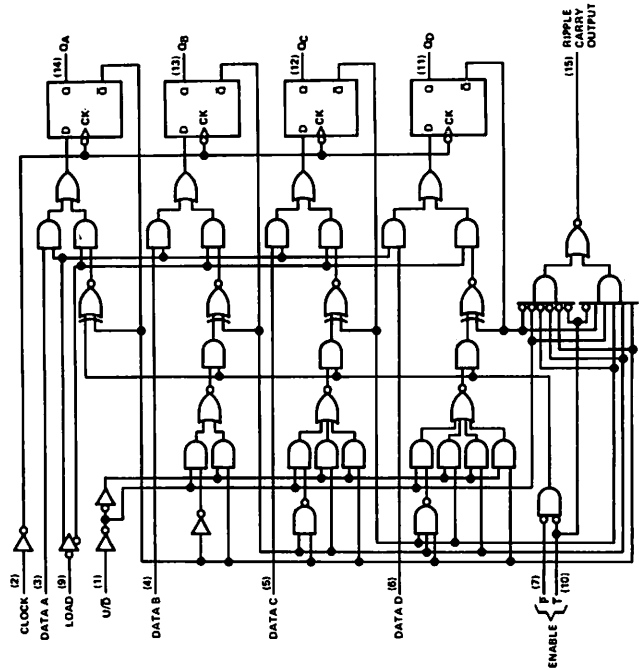 CLOCK (2)
DATA A (3)
LOAD (9)
U/D̅ (1)
DATA B (4)
DATA C (5)
DATA D (6)
ENABLE
P̅ (7)
T̅ (10)
D Q
CK
Q̅
(14) QA
D Q
CK
Q̅
(13) QB
D Q
CK
Q̅
(12) QC
D Q
CK
Q̅
(11) QD
(15) RIPPLE
CARRY
OUTPUT